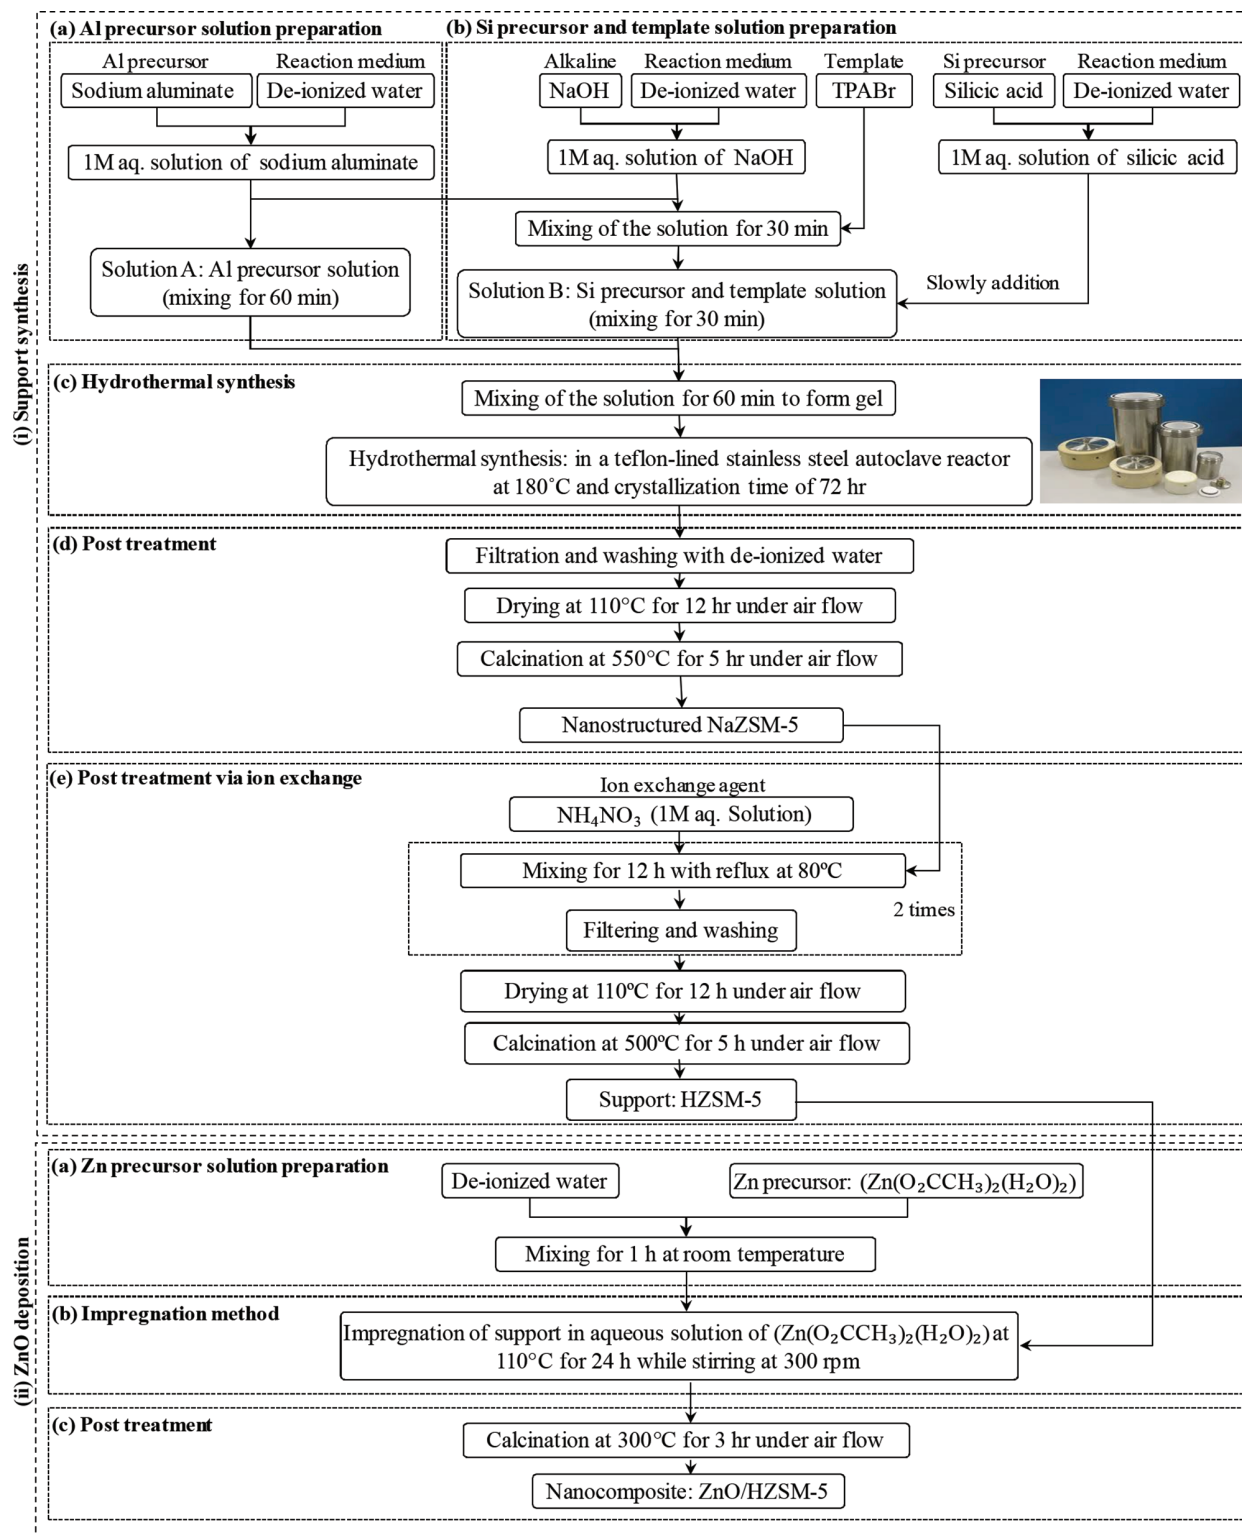 (a) Al precursor solution preparation
(b) Si precursor and template solution preparation
Al precursor
Reaction medium
Alkaline
Reaction medium
Template
Si precursor
Reaction medium
Sodium aluminate
De-ionized water
NaOH
De-ionized water
TPABr
Silicic acid
De-ionized water
1M aq. solution of sodium aluminate
1M aq. solution of NaOH
1M aq. solution of silicic acid
Mixing of the solution for 30 min
Solution A: Al precursor solution
(mixing for 60 min)
Solution B: Si precursor and template solution
(mixing for 30 min)
Slowly addition
(i) Support synthesis
(c) Hydrothermal synthesis
Mixing of the solution for 60 min to form gel
Hydrothermal synthesis: in a teflon-lined stainless steel autoclave reactor
at 180˚C and crystallization time of 72 hr
(d) Post treatment
Filtration and washing with de-ionized water
Drying at 110°C for 12 hr under air flow
Calcination at 550°C for 5 hr under air flow
Nanostructured NaZSM-5
(e) Post treatment via ion exchange
Ion exchange agent
NH₄NO₃ (1M aq. Solution)
Mixing for 12 h with reflux at 80ºC
2 times
Filtering and washing
Drying at 110ºC for 12 h under air flow
Calcination at 500ºC for 5 h under air flow
Support: HZSM-5
(ii) ZnO deposition
(a) Zn precursor solution preparation
De-ionized water
Zn precursor: (Zn(O₂CCH₃)₂(H₂O)₂)
Mixing for 1 h at room temperature
(b) Impregnation method
Impregnation of support in aqueous solution of (Zn(O₂CCH₃)₂(H₂O)₂) at
110°C for 24 h while stirring at 300 rpm
(c) Post treatment
Calcination at 300°C for 3 hr under air flow
Nanocomposite: ZnO/HZSM-5